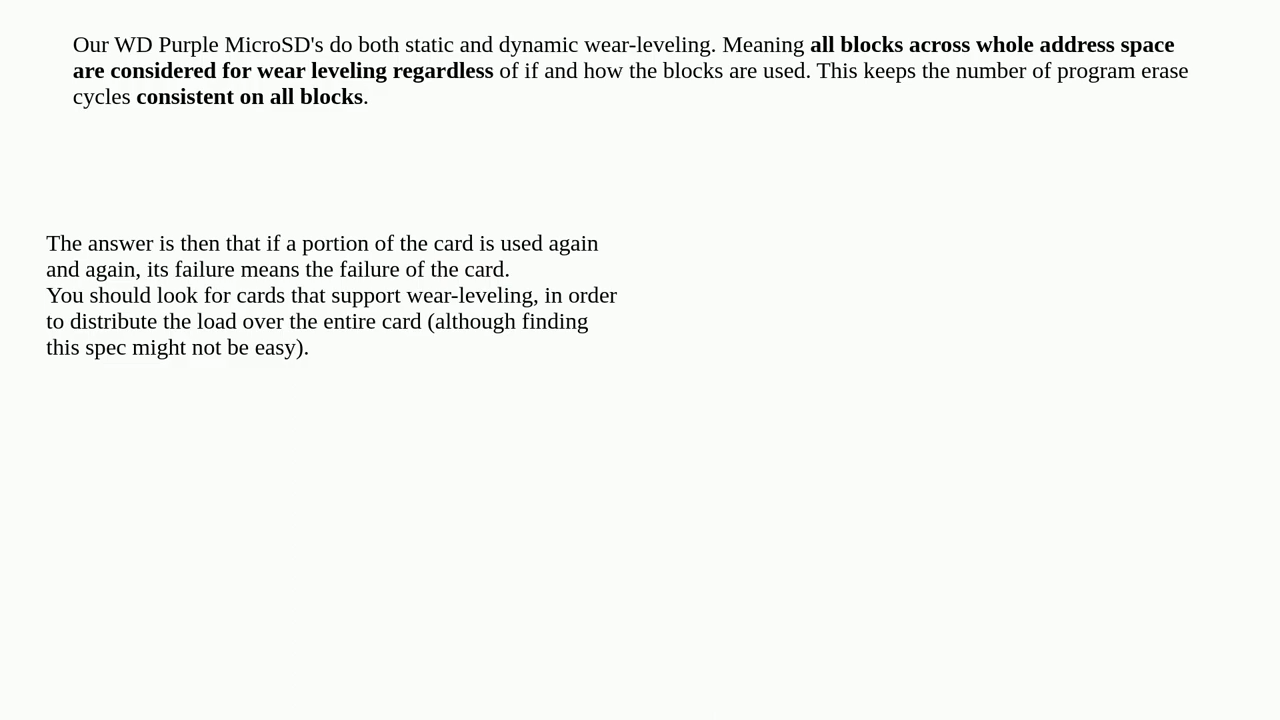 Our WD Purple MicroSD's do both static and dynamic wear-leveling. Meaning all blocks across whole address space
are considered for wear leveling regardless of if and how the blocks are used. This keeps the number of program erase
cycles consistent on all blocks.
The answer is then that if a portion of the card is used again
and again, its failure means the failure of the card.
You should look for cards that support wear-leveling, in order
to distribute the load over the entire card (although finding
this spec might not be easy).